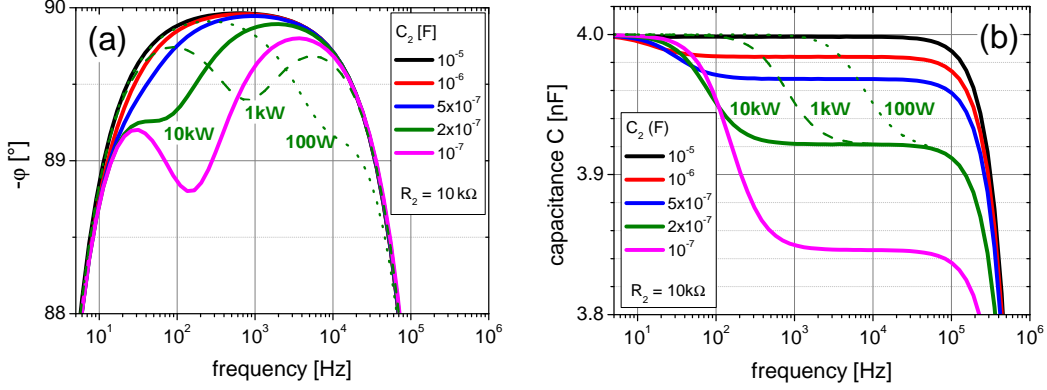 (a)
C₂ [F]
10⁻⁵
10⁻⁶
5x10⁻⁷
2x10⁻⁷
10⁻⁷
R₂ = 10 kΩ
10kW
1kW
100W
90
89
88
-φ [°]
10¹ 10² 10³ 10⁴ 10⁵ 10⁶
frequency [Hz]
(b)
10kW
1kW
100W
C₂ (F)
10⁻⁵
10⁻⁶
5x10⁻⁷
2x10⁻⁷
10⁻⁷
R₂ = 10kΩ
4.0
3.9
3.8
capacitance C [nF]
10¹ 10² 10³ 10⁴ 10⁵ 10⁶
frequency [Hz]